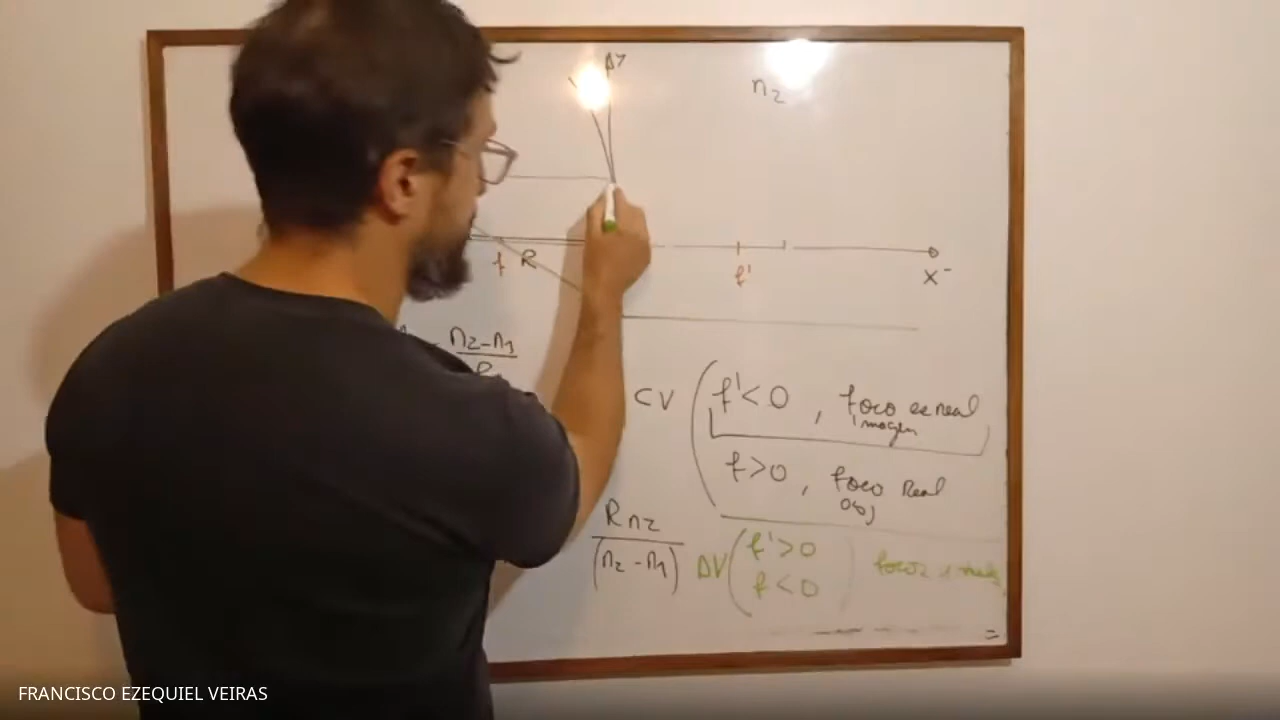 Δy
n2
f R
f'
x-
n2-n1
R
CV
f'<0 , foco es real
imagen
f>0 , foco Real
obj
R n2
(n2-n1)
DV
f'>0
f<0
=
FRANCISCO EZEQUIEL VEIRAS